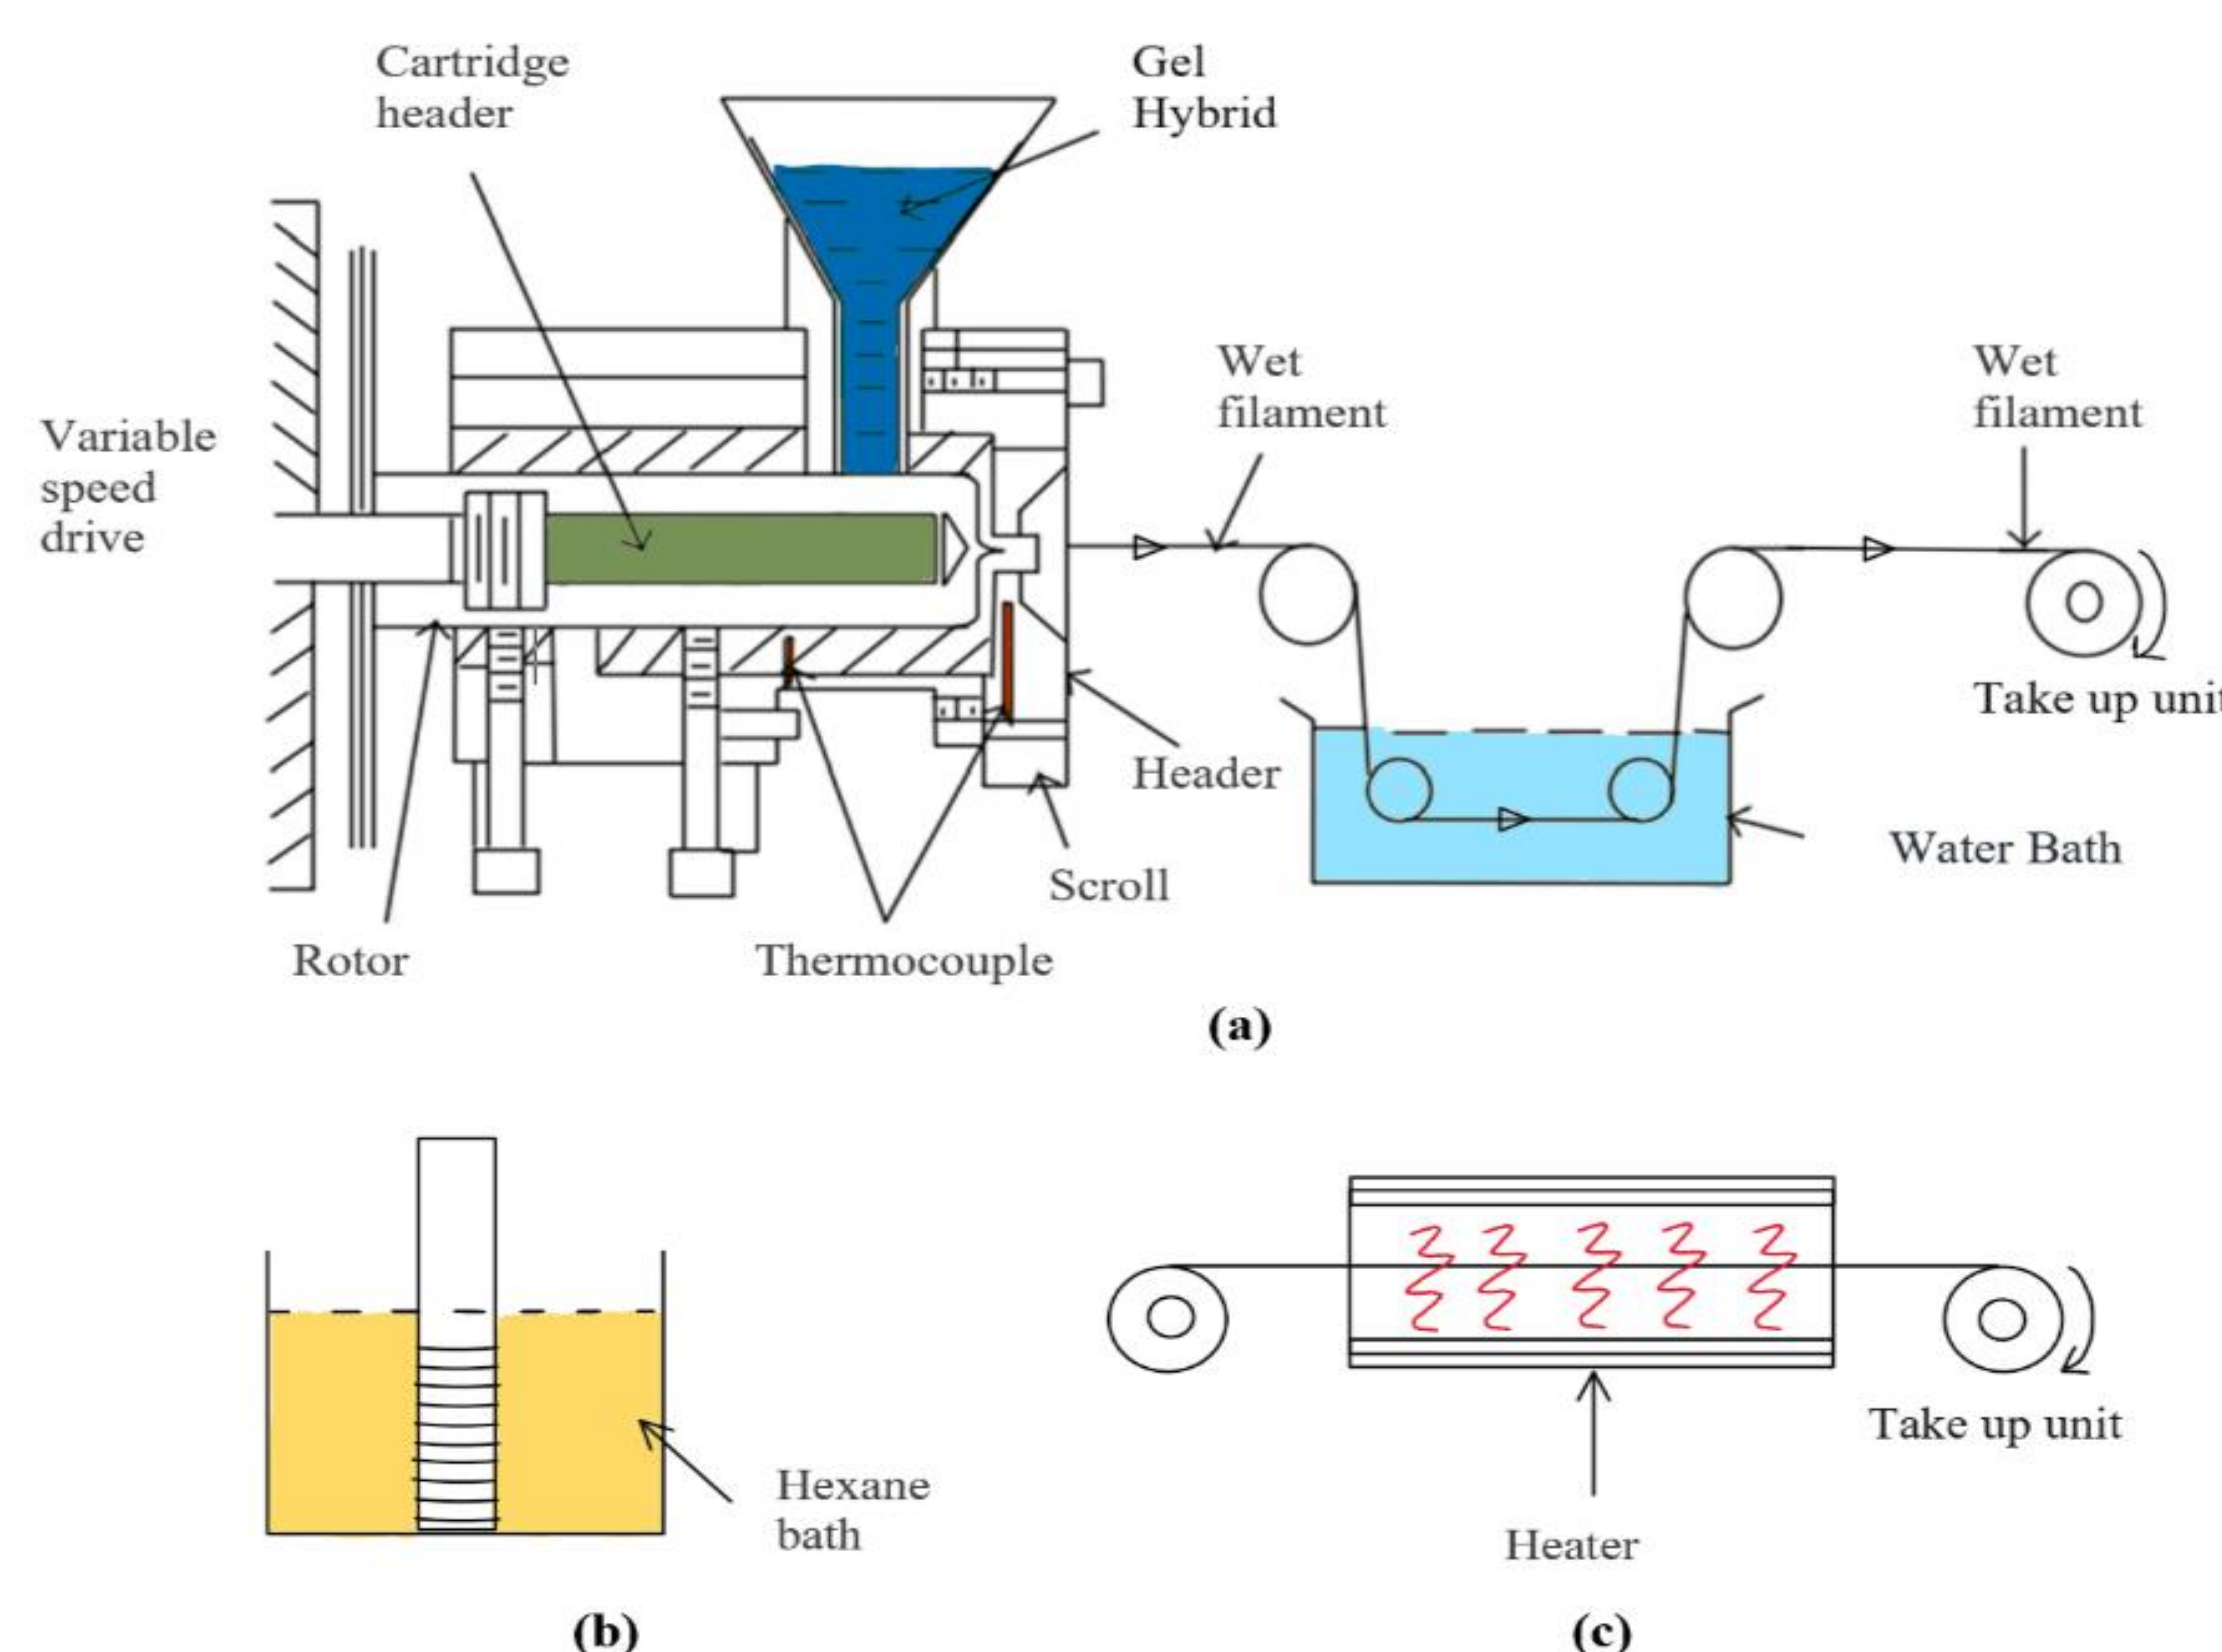 Cartridge
header
Gel
Hybrid
Variable
speed
drive
Wet
filament
Wet
filament
Take up unit
Header
Water Bath
Scroll
Rotor
Thermocouple
(a)
Hexane
bath
Take up unit
Heater
(b)
(c)